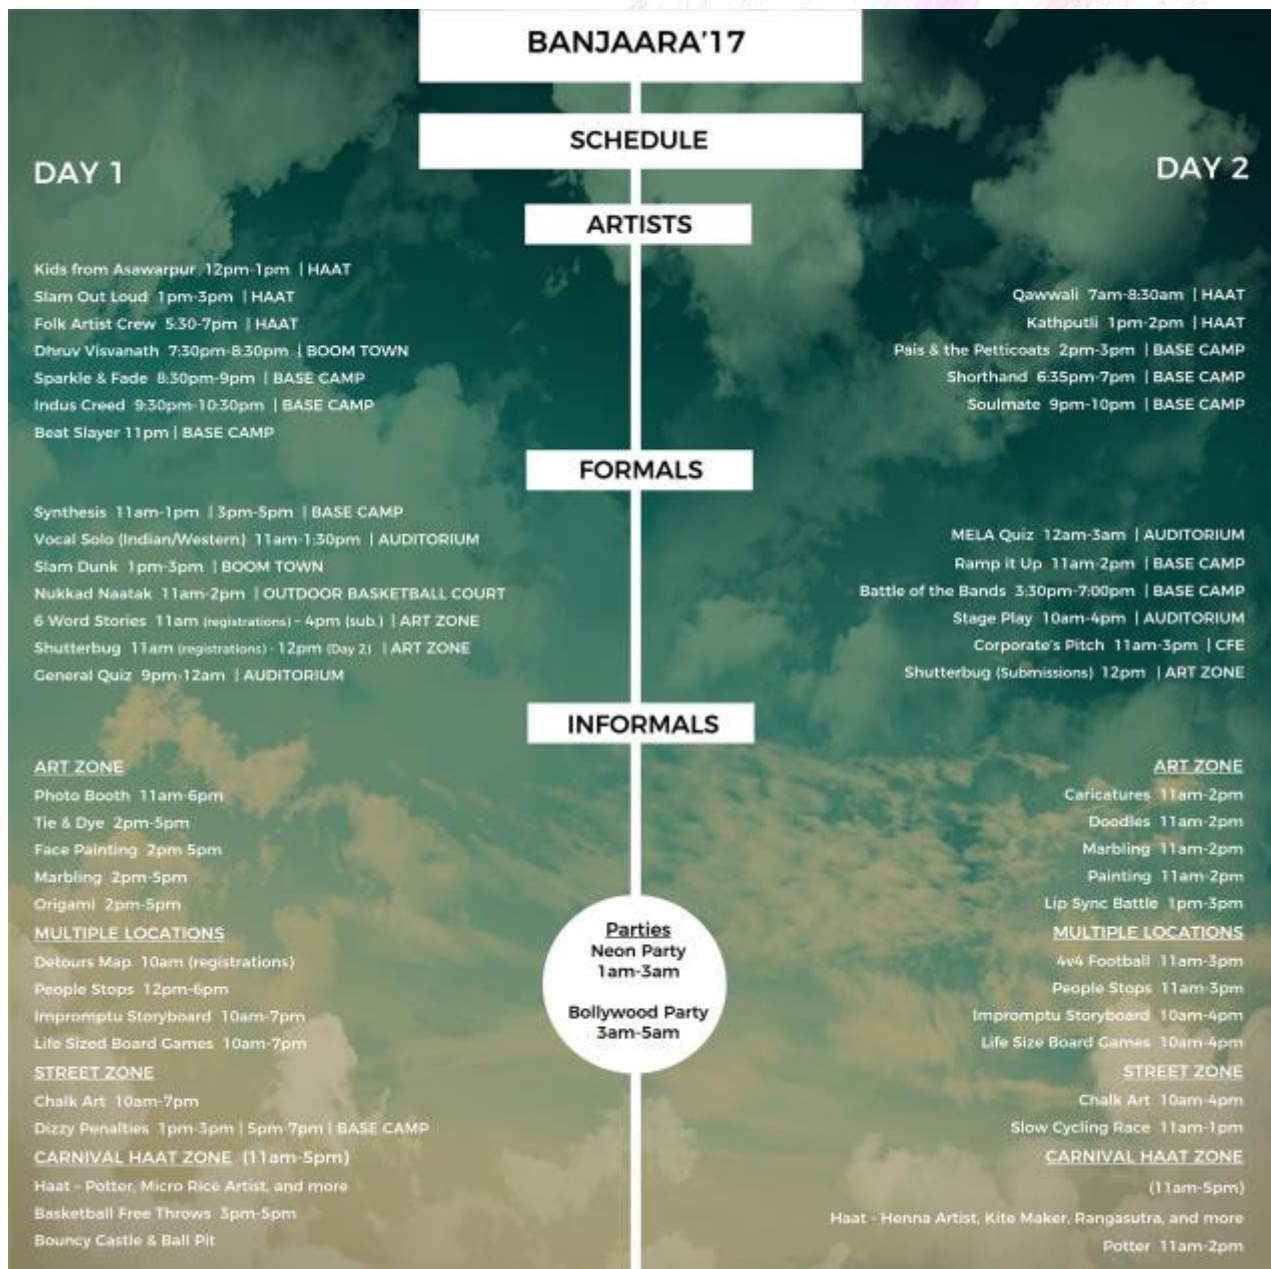 BANJAARA'17
SCHEDULE
DAY 1
DAY 2
ARTISTS
Kids from Asawarpur 12pm-1pm | HAAT
Slam Out Loud 1pm-3pm | HAAT
Folk Artist Crew 5:30-7pm | HAAT
Dhruv Visvanath 7:30pm-8:30pm | BOOM TOWN
Sparkle & Fade 8:30pm-9pm | BASE CAMP
Indus Creed 9:30pm-10:30pm | BASE CAMP
Beat Slayer 11pm | BASE CAMP
Qawwali 7am-8:30am | HAAT
Kathputli 1pm-2pm | HAAT
Pais & the Petticoats 2pm-3pm | BASE CAMP
Shorthand 6:35pm-7pm | BASE CAMP
Soulmate 9pm-10pm | BASE CAMP
FORMALS
Synthesis 11am-1pm | 3pm-5pm | BASE CAMP
Vocal Solo (Indian/Western) 11am-1:30pm | AUDITORIUM
Slam Dunk 1pm-3pm | BOOM TOWN
Nukkad Naatak 11am-2pm | OUTDOOR BASKETBALL COURT
6 Word Stories 11am (registrations) - 4pm (sub.) | ART ZONE
Shutterbug 11am (registrations) - 12pm (Day 2) | ART ZONE
General Quiz 9pm-12am | AUDITORIUM
MELA Quiz 12am-3am | AUDITORIUM
Ramp it Up 11am-2pm | BASE CAMP
Battle of the Bands 3:30pm-7:00pm | BASE CAMP
Stage Play 10am-4pm | AUDITORIUM
Corporate's Pitch 11am-3pm | CFE
Shutterbug (Submissions) 12pm | ART ZONE
INFORMALS
ART ZONE
Photo Booth 11am-6pm
Tie & Dye 2pm-5pm
Face Painting 2pm 5pm
Marbling 2pm-5pm
Origami 2pm-5pm
MULTIPLE LOCATIONS
Detours Map 10am (registrations)
People Stops 12pm-6pm
Impromptu Storyboard 10am-7pm
Life Sized Board Games 10am-7pm
STREET ZONE
Chalk Art 10am-7pm
Dizzy Penalties 1pm-3pm | 5pm-7pm | BASE CAMP
CARNIVAL HAAT ZONE (11am-5pm)
Haat - Potter, Micro Rice Artist, and more
Basketball Free Throws 3pm-5pm
Bouncy Castle & Ball Pit
Parties
Neon Party
1am-3am
Bollywood Party
3am-5am
ART ZONE
Caricatures 11am-2pm
Doodles 11am-2pm
Marbling 11am-2pm
Painting 11am-2pm
Lip Sync Battle 1pm-3pm
MULTIPLE LOCATIONS
4v4 Football 11am-3pm
People Stops 11am-3pm
Impromptu Storyboard 10am-4pm
Life Size Board Games 10am-4pm
STREET ZONE
Chalk Art 10am-4pm
Slow Cycling Race 11am-1pm
CARNIVAL HAAT ZONE
(11am-5pm)
Haat - Henna Artist, Kite Maker, Rangasutra, and more
Potter 11am-2pm